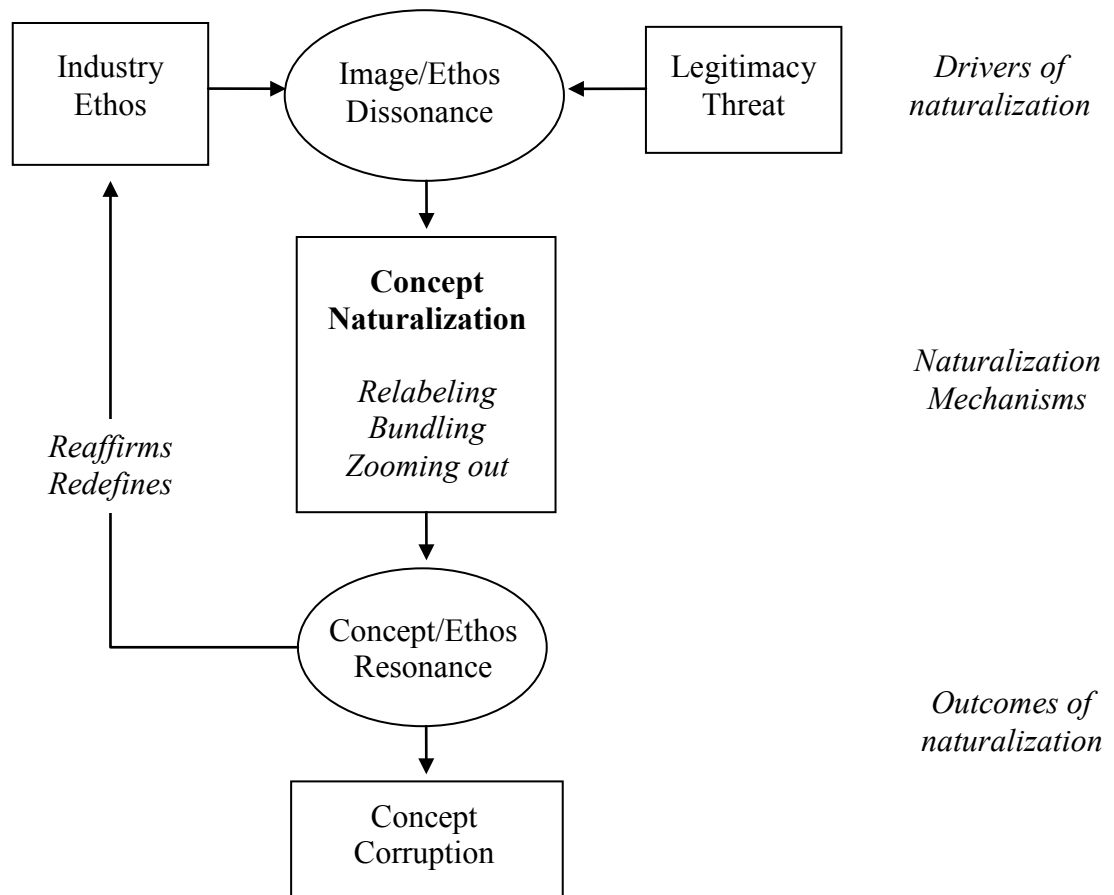 Industry
Ethos
Image/Ethos
Dissonance
Legitimacy
Threat
Drivers of
naturalization
Concept
Naturalization
Relabeling
Bundling
Zooming out
Naturalization
Mechanisms
Reaffirms
Redefines
Concept/Ethos
Resonance
Outcomes of
naturalization
Concept
Corruption